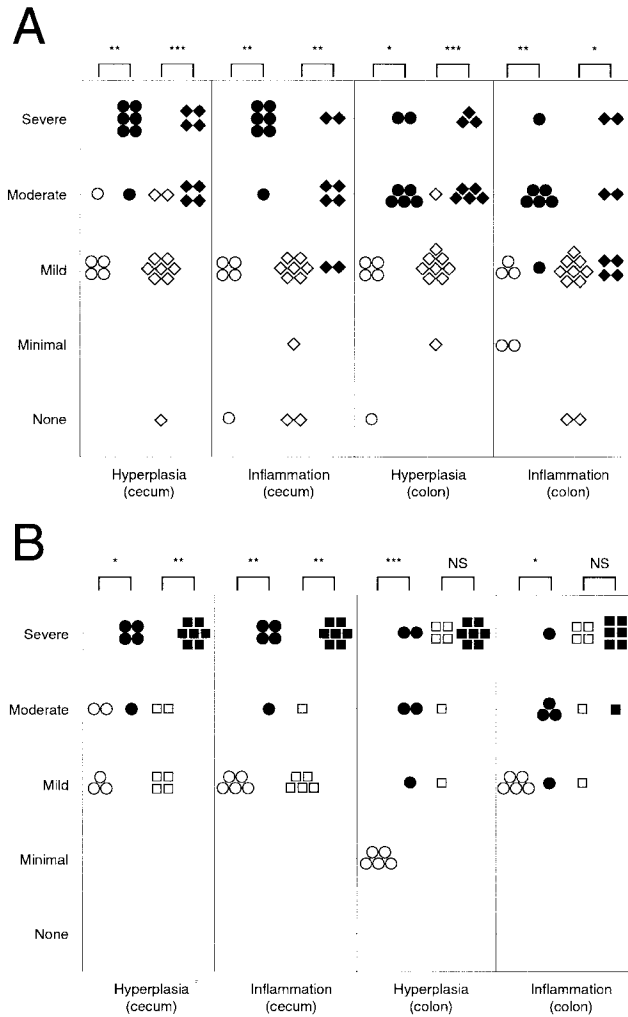 A
** *** ** ** * *** ** *
Severe
Moderate
Mild
Minimal
None
Hyperplasia Inflammation Hyperplasia Inflammation
(cecum) (cecum) (colon) (colon)
B
* ** ** ** *** NS * NS
Severe
Moderate
Mild
Minimal
None
Hyperplasia Inflammation Hyperplasia Inflammation
(cecum) (cecum) (colon) (colon)